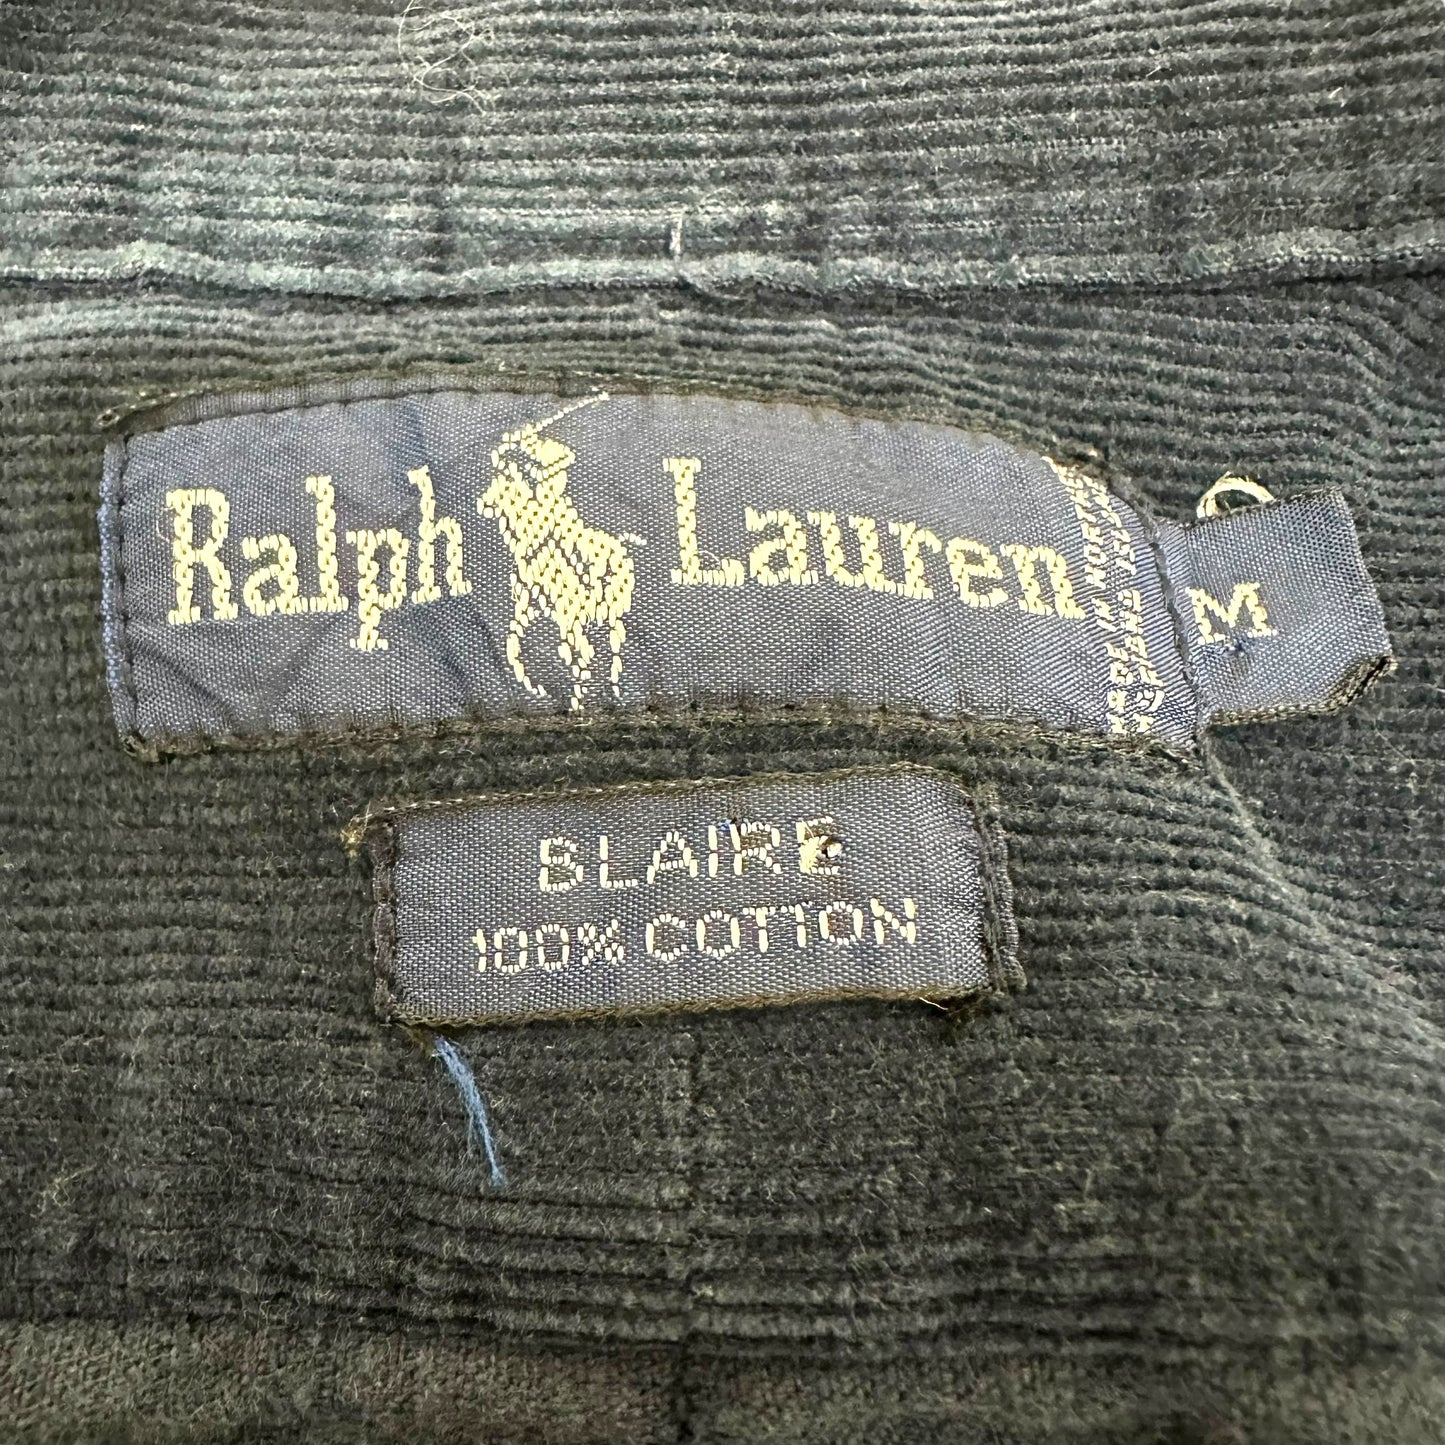 Ralph Lauren
M
BLAIRE
100% COTTON